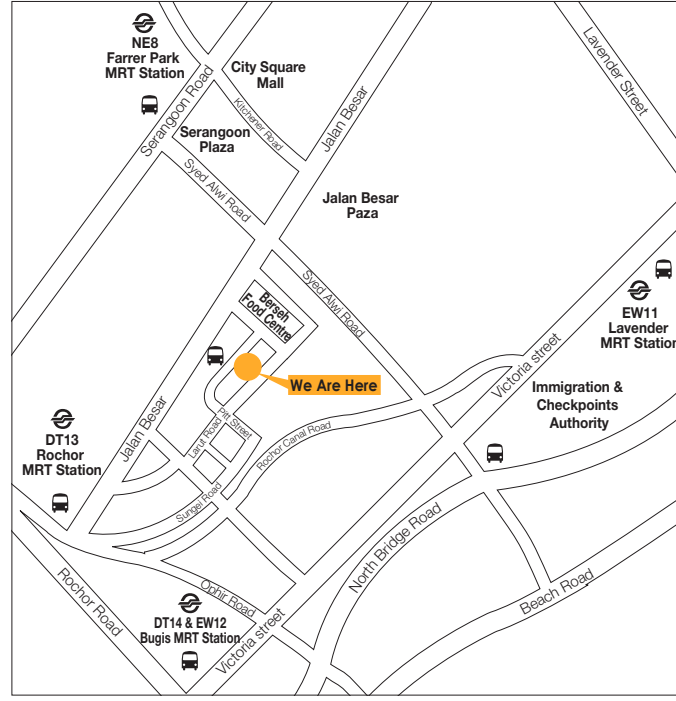 NE8
Farrer Park
MRT Station
City Square
Mall
Lavender Street
Serangoon Road
Kitchener Road
Jalan Besar
Serangoon
Plaza
Syed Alwi Road
Jalan Besar
Paza
Syed Alwi Road
Berseh
Food Centre
EW11
Lavender
MRT Station
Victoria street
We Are Here
Immigration &
Checkpoints
Authority
Jalan Besar
Pitt Street
Larut Road
Rochor Canal Road
DT13
Rochor
MRT Station
Sungei Road
North Bridge Road
Beach Road
Rochor Road
Ophir Road
DT14 & EW12
Bugis MRT Station
Victoria street